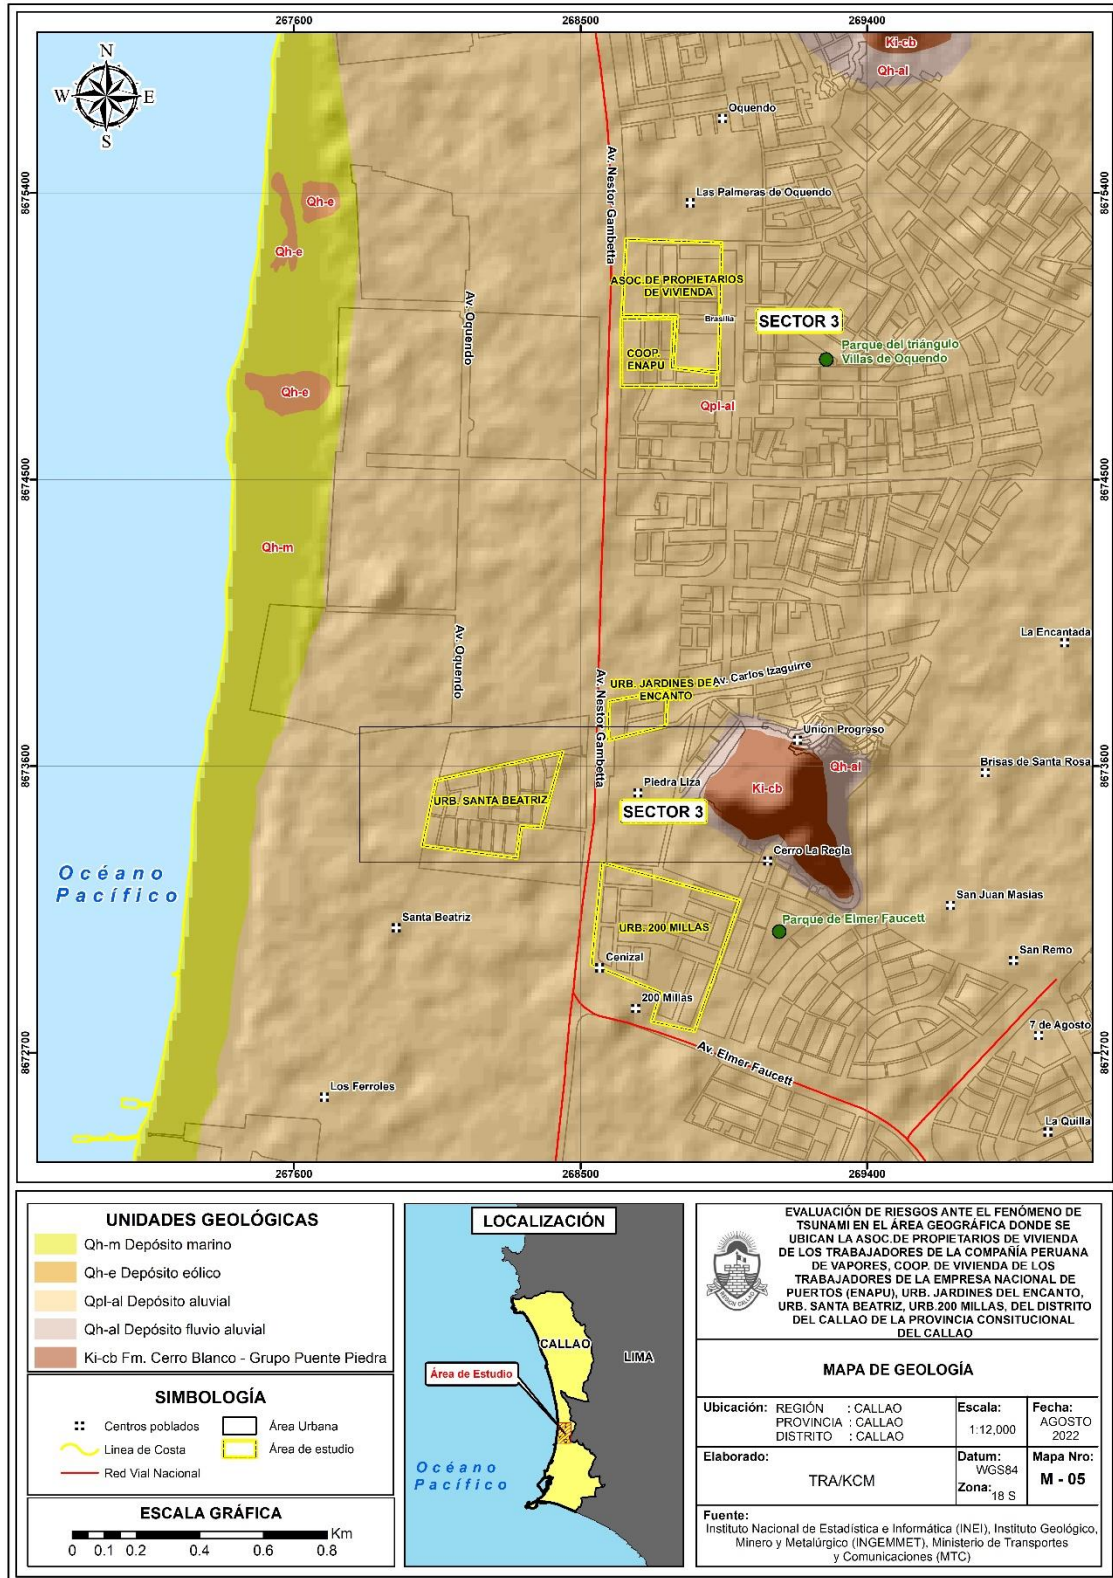 267600
268500
269400
N
W
E
S
Ki-cb
Qh-al
Oquendo
8675400
8675400
Av. Nestor Gambetta
Las Palmeras de Oquendo
Qh-e
Qh-e
ASOC.DE PROPIETARIOS
DE VIVIENDA
Av. Oquendo
Brasilia
SECTOR 3
Parque del triángulo
Villas de Oquendo
COOP.
ENAPU
Qh-e
Qpl-al
8674500
8674500
Qh-m
La Encantada
Av. Oquendo
Av. Carlos Izaguirre
URB. JARDINES DE
ENCANTO
Av. Nestor Gambetta
Union Progreso
8673600
8673600
Qh-al
Brisas de Santa Rosa
Piedra Liza
Ki-cb
URB. SANTA BEATRIZ
SECTOR 3
Cerro La Regla
Océano
Pacífico
San Juan Masias
Santa Beatriz
URB. 200 MILLAS
Parque de Elmer Faucett
Cenizal
San Remo
200 Millas
7 de Agosto
8672700
8672700
Av. Elmer Faucett
Los Ferroles
La Quilla
267600
268500
269400
UNIDADES GEOLÓGICAS
Qh-m Depósito marino
Qh-e Depósito eólico
Qpl-al Depósito aluvial
Qh-al Depósito fluvio aluvial
Ki-cb Fm. Cerro Blanco - Grupo Puente Piedra
SIMBOLOGÍA
Centros poblados
Área Urbana
Linea de Costa
Área de estudio
Red Vial Nacional
ESCALA GRÁFICA
Km
0 0.1 0.2 0.4 0.6 0.8
LOCALIZACIÓN
CALLAO
LIMA
Área de Estudio
Océano
Pacífico
REGIÓN CALLAO
EVALUACIÓN DE RIESGOS ANTE EL FENÓMENO DE
TSUNAMI EN EL ÁREA GEOGRÁFICA DONDE SE
UBICAN LA ASOC.DE PROPIETARIOS DE VIVIENDA
DE LOS TRABAJADORES DE LA COMPAÑÍA PERUANA
DE VAPORES, COOP. DE VIVIENDA DE LOS
TRABAJADORES DE LA EMPRESA NACIONAL DE
PUERTOS (ENAPU), URB. JARDINES DEL ENCANTO,
URB. SANTA BEATRIZ, URB.200 MILLAS, DEL DISTRITO
DEL CALLAO DE LA PROVINCIA CONSITUCIONAL
DEL CALLAO
MAPA DE GEOLOGÍA
Ubicación: REGIÓN : CALLAO
PROVINCIA : CALLAO
DISTRITO : CALLAO
Escala:
1:12,000
Fecha:
AGOSTO
2022
Elaborado:
TRA/KCM
Datum:
WGS84
Zona: 18 S
Mapa Nro:
M - 05
Fuente:
Instituto Nacional de Estadística e Informática (INEI), Instituto Geológico,
Minero y Metalúrgico (INGEMMET), Ministerio de Transportes
y Comunicaciones (MTC)